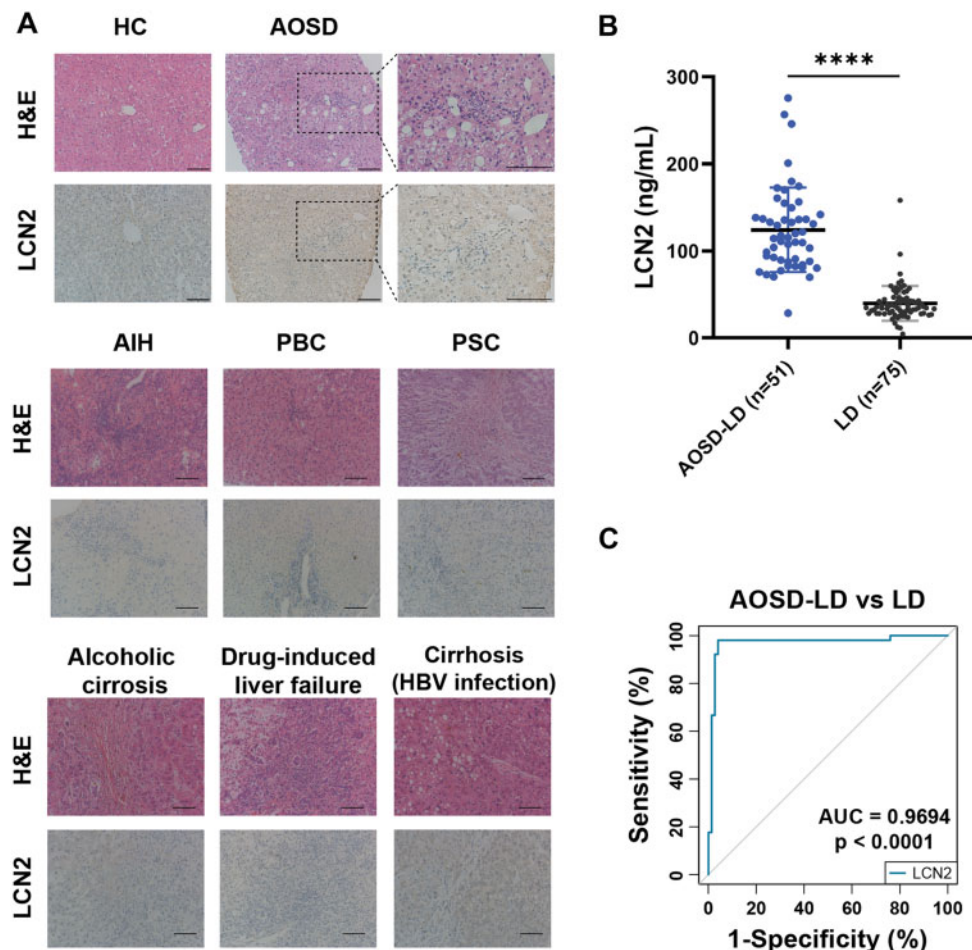 A
HC
AOSD
H&E
LCN2
AIH
PBC
PSC
H&E
LCN2
Alcoholic
cirrosis
Drug-induced
liver failure
Cirrhosis
(HBV infection)
H&E
LCN2
B
****
LCN2 (ng/mL)
300
200
100
0
AOSD-LD (n=51)
LD (n=75)
C
AOSD-LD vs LD
Sensitivity (%)
100
80
60
40
20
0
AUC = 0.9694
p < 0.0001
LCN2
0 20 40 60 80 100
1-Specificity (%)